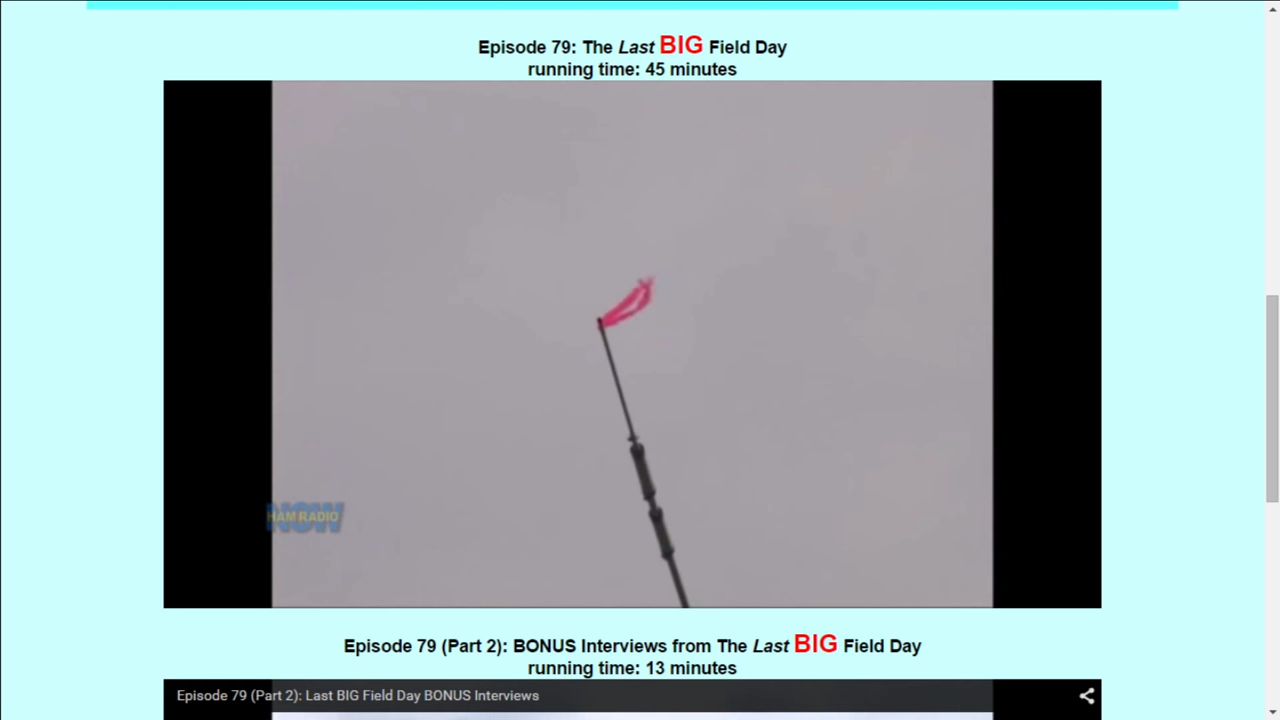 Episode 79: The Last BIG Field Day
running time: 45 minutes
NOW
HAM RADIO
Episode 79 (Part 2): BONUS Interviews from The Last BIG Field Day
running time: 13 minutes
Episode 79 (Part 2): Last BIG Field Day BONUS Interviews